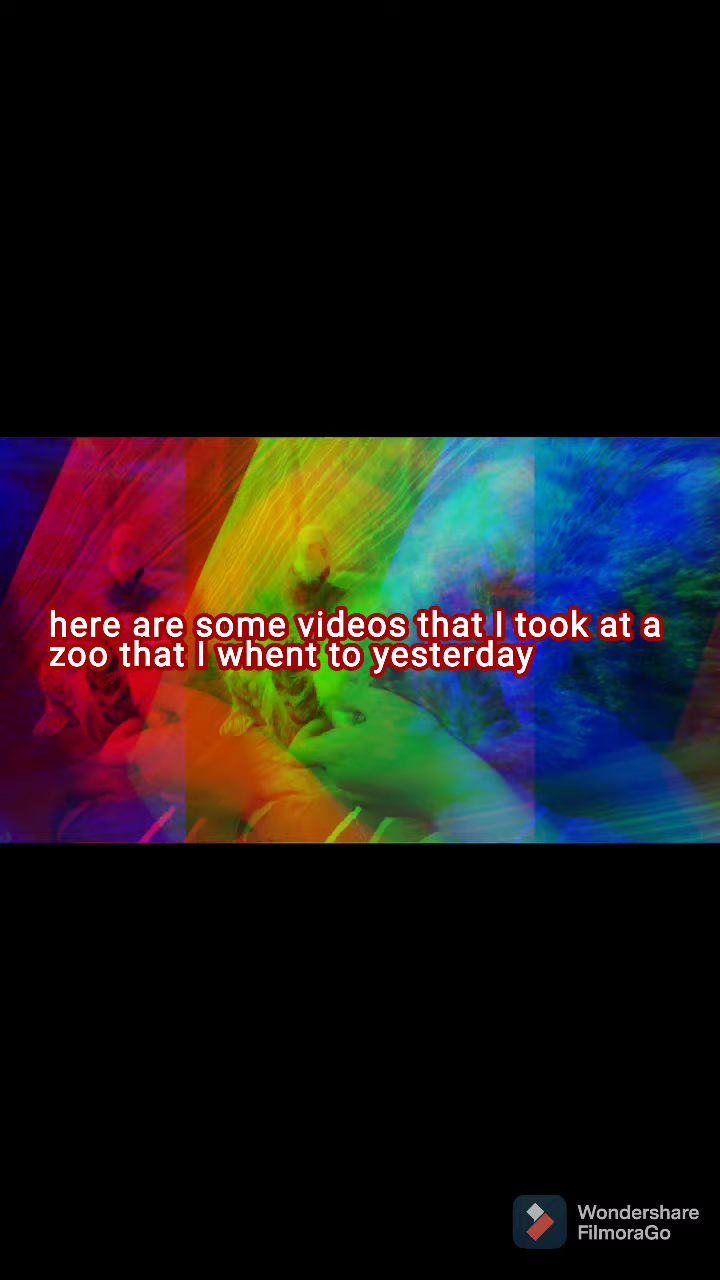 here are some videos that I took at a
zoo that I whent to yesterday
Wondershare
FilmoraGo